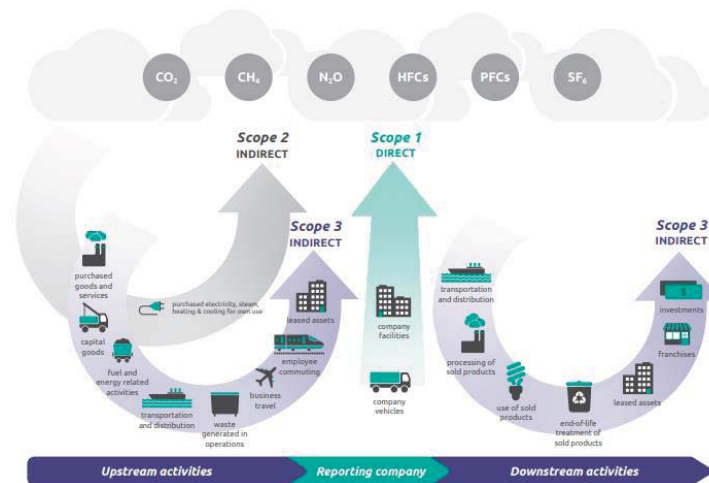 CO₂
CH₄
N₂O
HFCs
PFCs
SF₆
Scope 2
INDIRECT
Scope 1
DIRECT
Scope 3
INDIRECT
Scope 3
INDIRECT
purchased
goods and
services
capital
goods
fuel and
energy related
activities
transportation
and distribution
waste
generated in
operations
business
travel
employee
commuting
leased assets
purchased electricity, steam,
heating & cooling for own use
company
facilities
company
vehicles
transportation
and distribution
processing of
sold products
use of sold
products
end-of-life
treatment of
sold products
leased assets
franchises
investments
$
Upstream activities
Reporting company
Downstream activities